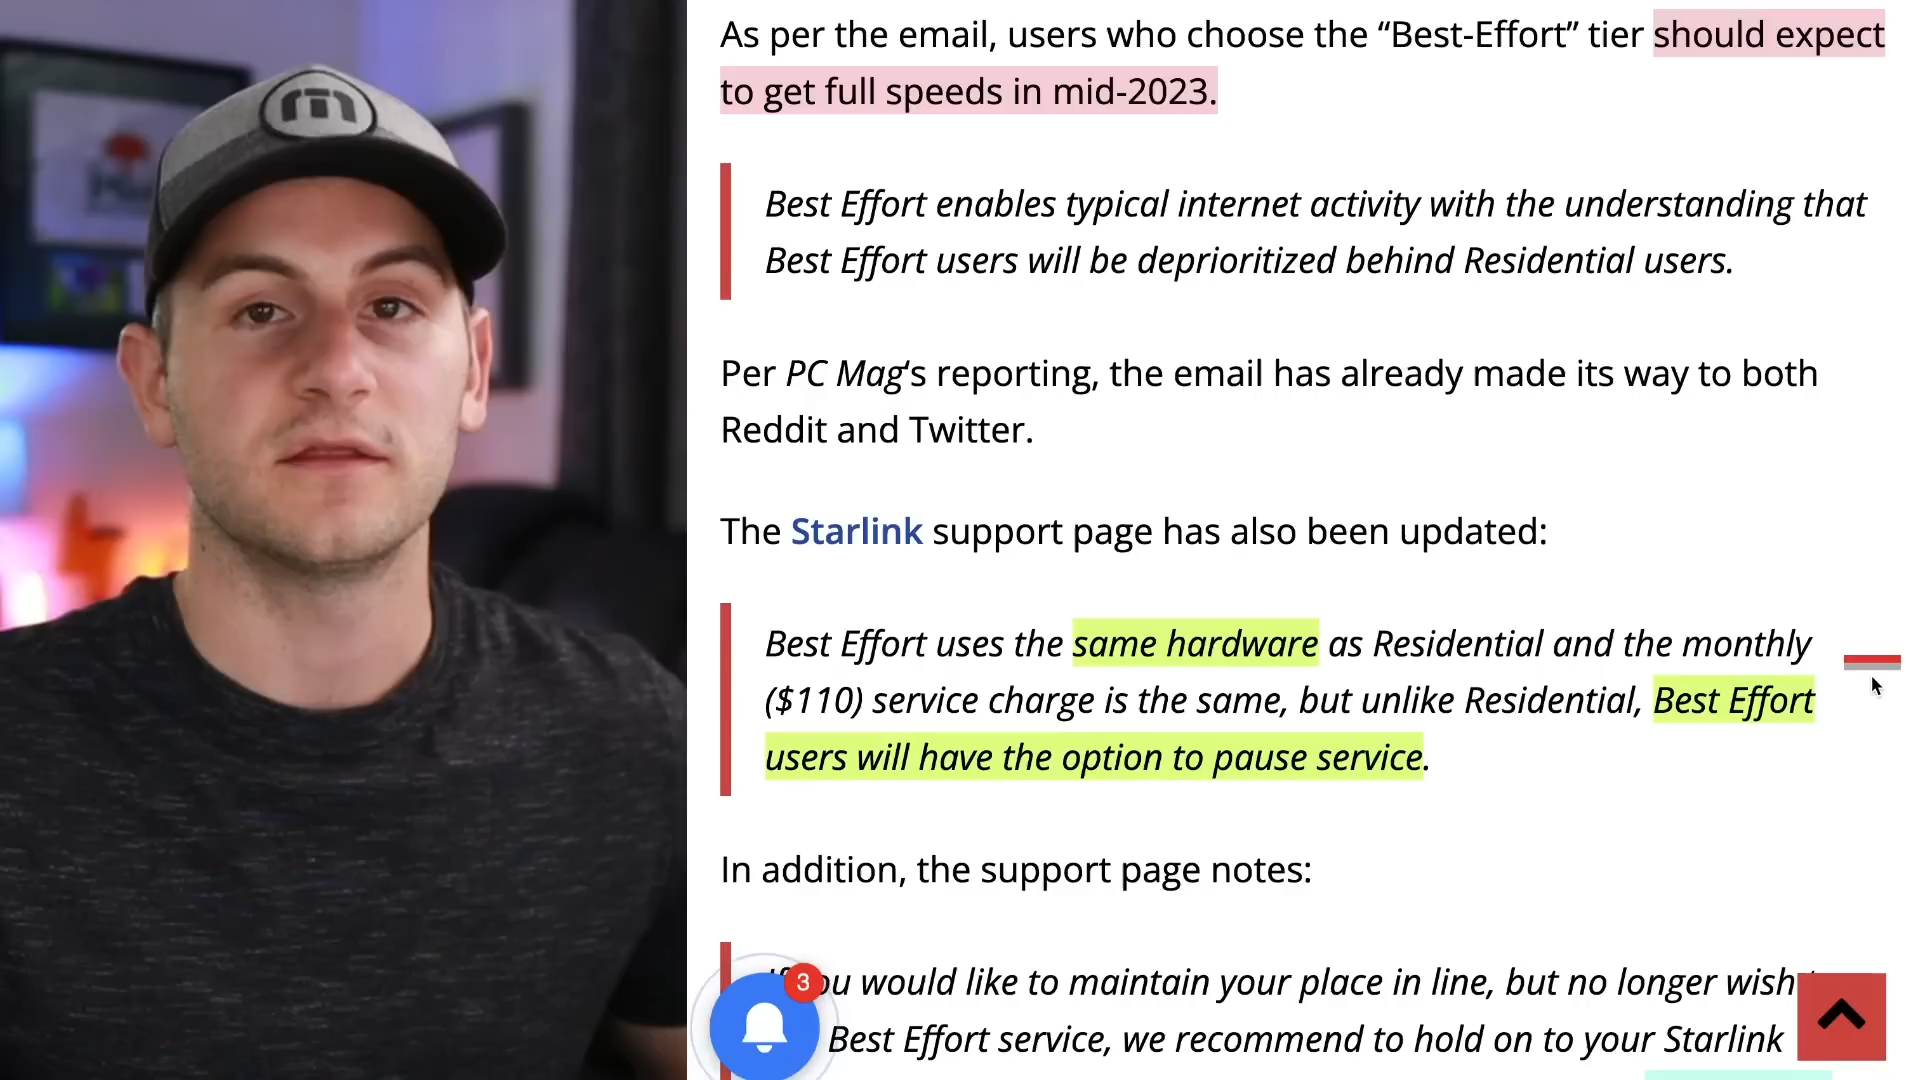 As per the email, users who choose the “Best-Effort” tier should expect
to get full speeds in mid-2023.
Best Effort enables typical internet activity with the understanding that
Best Effort users will be deprioritized behind Residential users.
Per PC Mag‘s reporting, the email has already made its way to both
Reddit and Twitter.
The Starlink support page has also been updated:
Best Effort uses the same hardware as Residential and the monthly
($110) service charge is the same, but unlike Residential, Best Effort
users will have the option to pause service.
In addition, the support page notes:
would like to maintain your place in line, but no longer wish
Best Effort service, we recommend to hold on to your Starlink
3